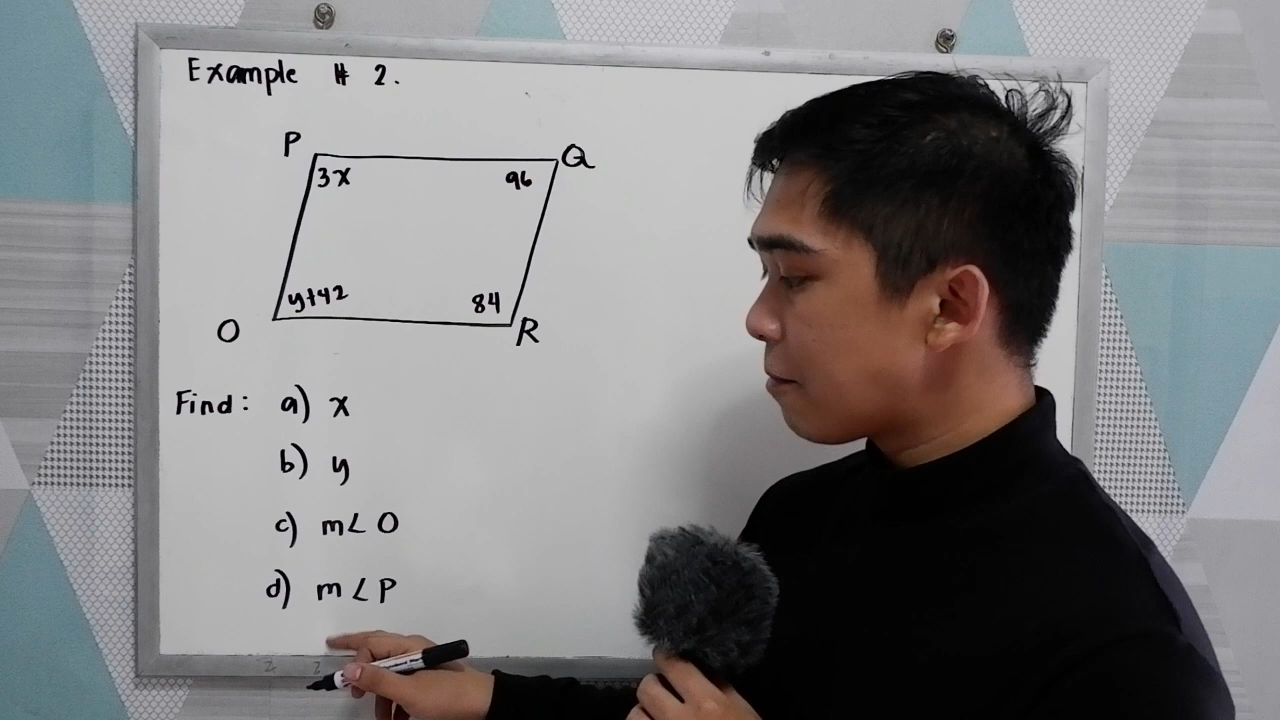 Example # 2.
P Q
3x 96
y+42 84
O R
Find: a) x
b) y
c) m∠ O
d) m ∠ P